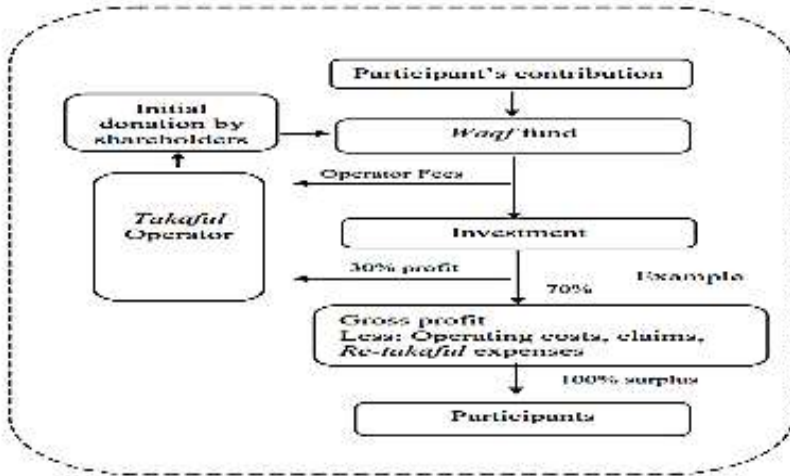 Participant's contribution
Initial
donation by
shareholders
Waqf fund
Operator Fees
Takaful
Operator
Investment
30% profit
70%
Example
Gross profit
Less: Operating costs, claims,
Re-takaful expenses
100% surplus
Participants